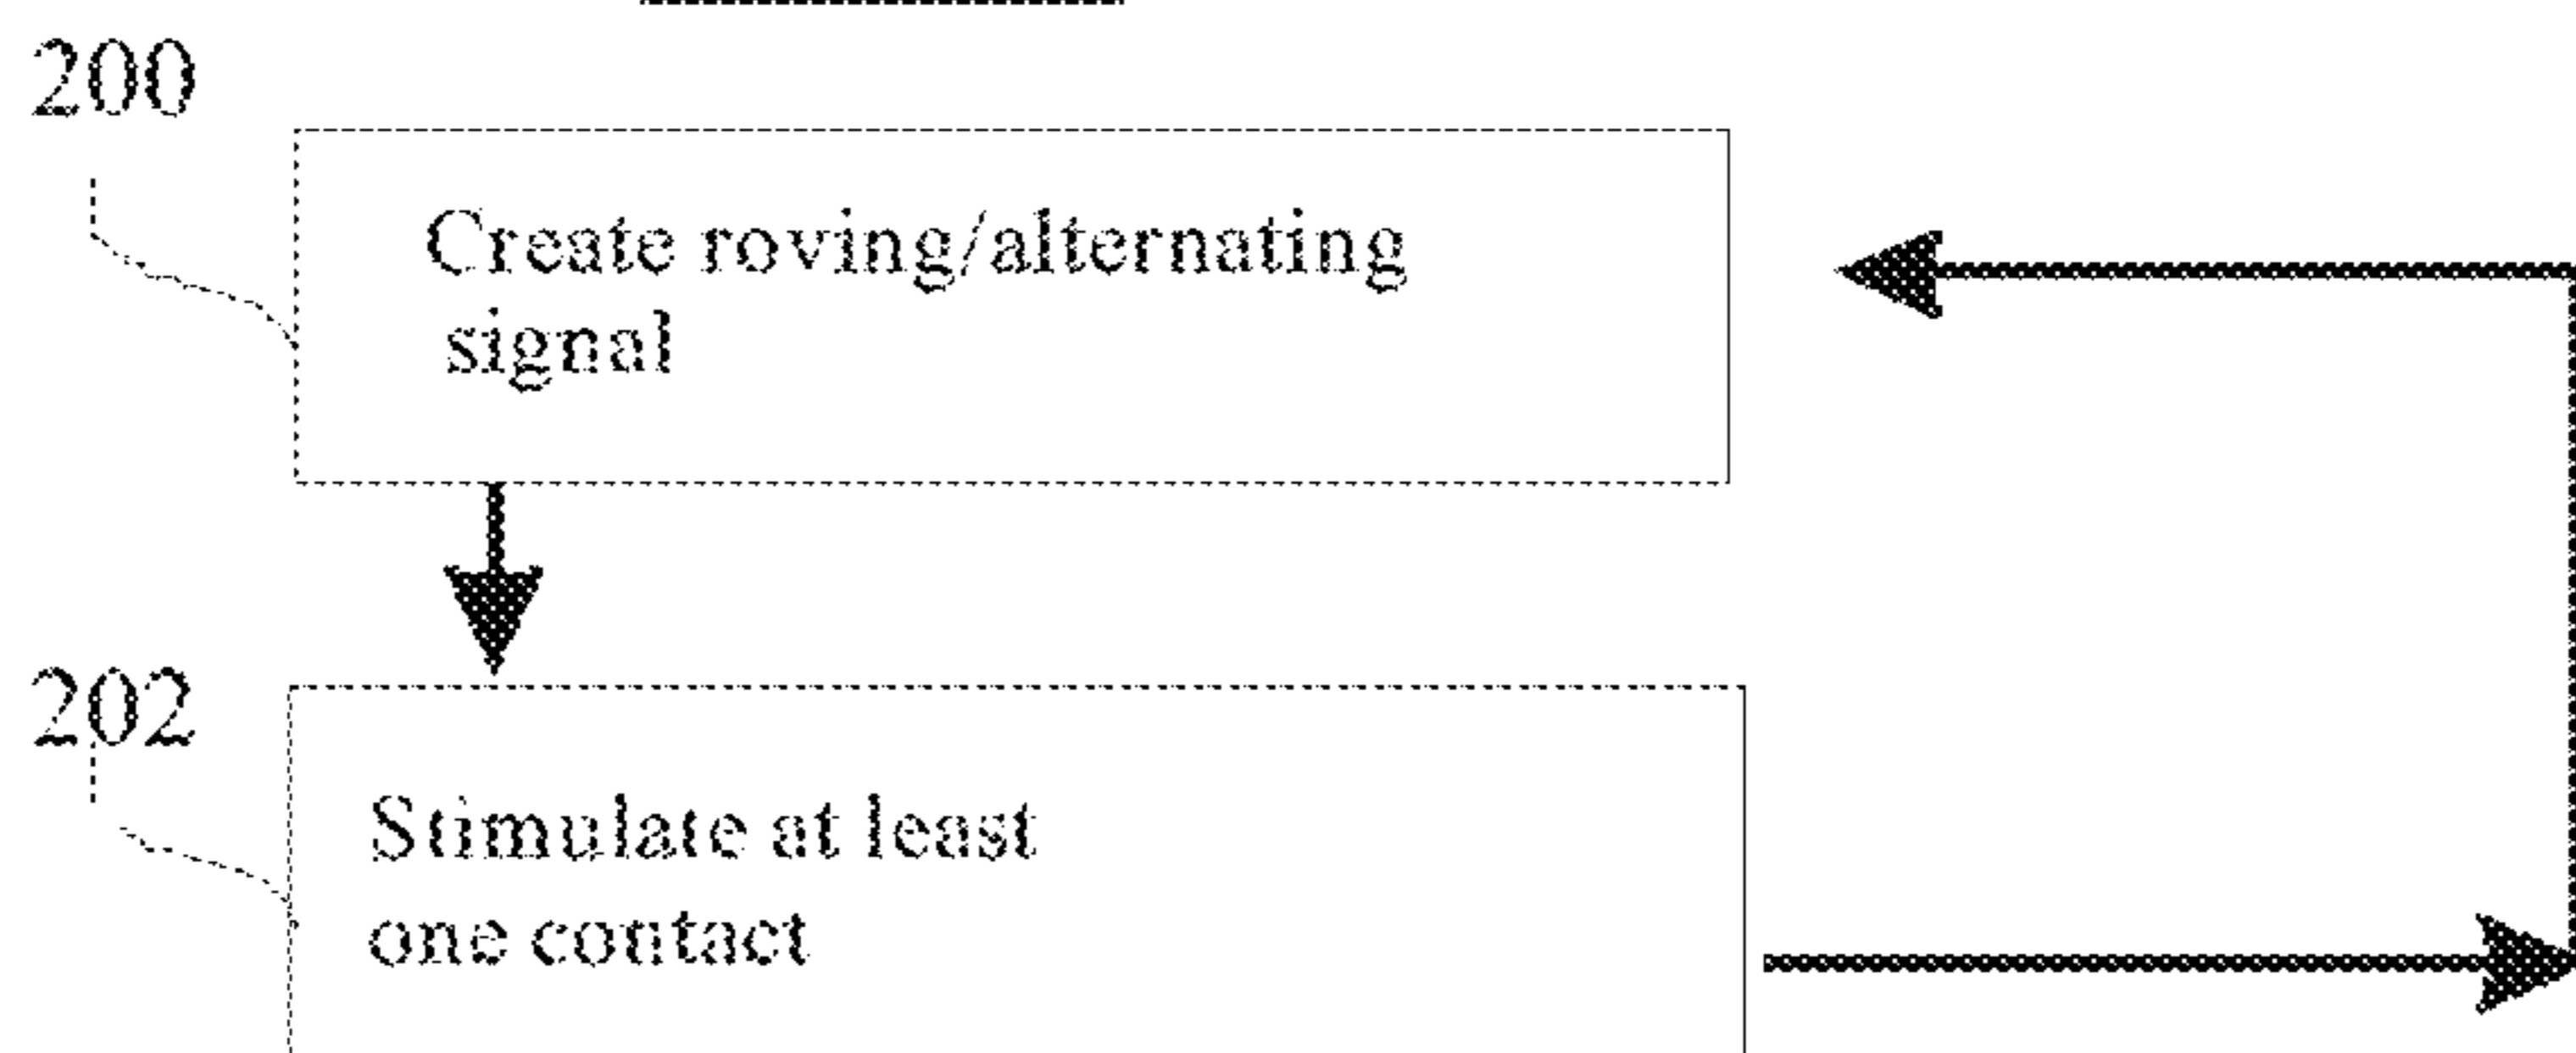 200
Create roving/alternating
signal
202
Stimulate at least
one contact